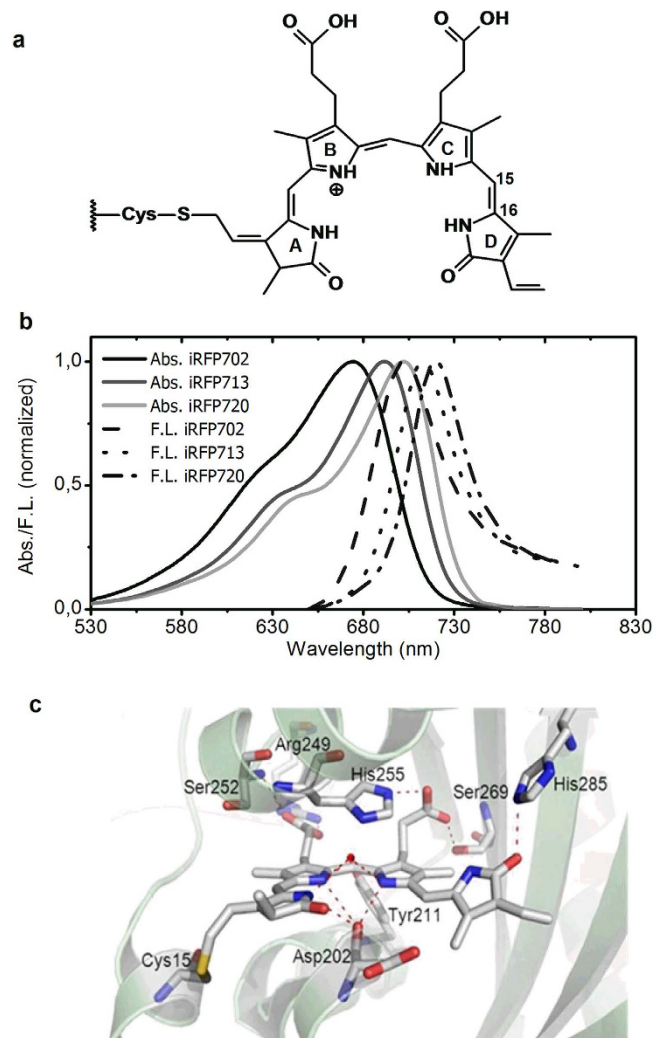 a
O OH
O OH
B
C
NH
⊕
NH
15
16
Cys S
A
NH
O
NH
D
O
b
Abs./F.L. (normalized)
1,0
0,5
0,0
Abs. iRFP702
Abs. iRFP713
Abs. iRFP720
F.L. iRFP702
F.L. iRFP713
F.L. iRFP720
530 580 630 680 730 780 830
Wavelength (nm)
c
Arg249
Ser252
His255
Ser269
His285
Tyr211
Cys15
Asp202